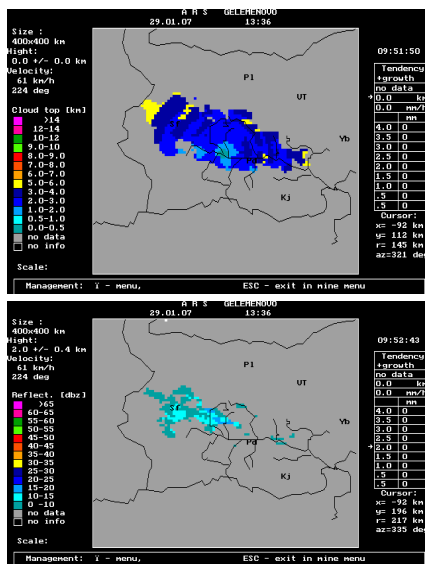 A R S   GELEMENOVO
29.01.07   13:36
Size :
400x400 km
Hight:
0.0 +/- 0.0 km
Velocity:
61 km/h
224 deg
Cloud top [km]
>14
12-14
10-12
9.0-10
8.0-9.0
7.0-8.0
6.0-7.0
5.0-6.0
3.0-4.0
2.0-3.0
1.0-2.0
0.5-1.0
0.0-0.5
no data
no info
Scale:
Pl
VT
Yb
Kj
09:51:50
Tendency
+growth
no data
0.0 km
0.0 mm/h
mm
4.0 0
3.5 0
3.0 0
2.5 0
2.0 0
1.5 0
1.0 0
.5 0
.5 0
Cursor:
x= -92 km
y= 112 km
r= 145 km
az=321 de
Management: ϊ - menu,   ESC - exit in mine menu
A R S   GELEMENOVO
29.01.07   13:36
Size :
400x400 km
Hight:
2.0 +/- 0.4 km
Velocity:
61 km/h
224 deg
Reflect. [dbz]
>65
60-65
55-60
50-55
45-50
40-45
35-40
30-35
25-30
20-25
15-20
10-15
0 -10
no data
no info
Scale:
Pl
VT
Yb
Pd
Kj
09:52:43
Tendency
+growth
no data
0.0 k
0.0 mm/
mm
4.0 0
3.5 0
3.0 0
2.5 0
2.0 0
1.5 0
1.0 0
.5 0
.5 0
Cursor:
x= -92 km
y= 196 km
r= 217 km
az=335 de
Management: ϊ - menu,   ESC - exit in mine menu